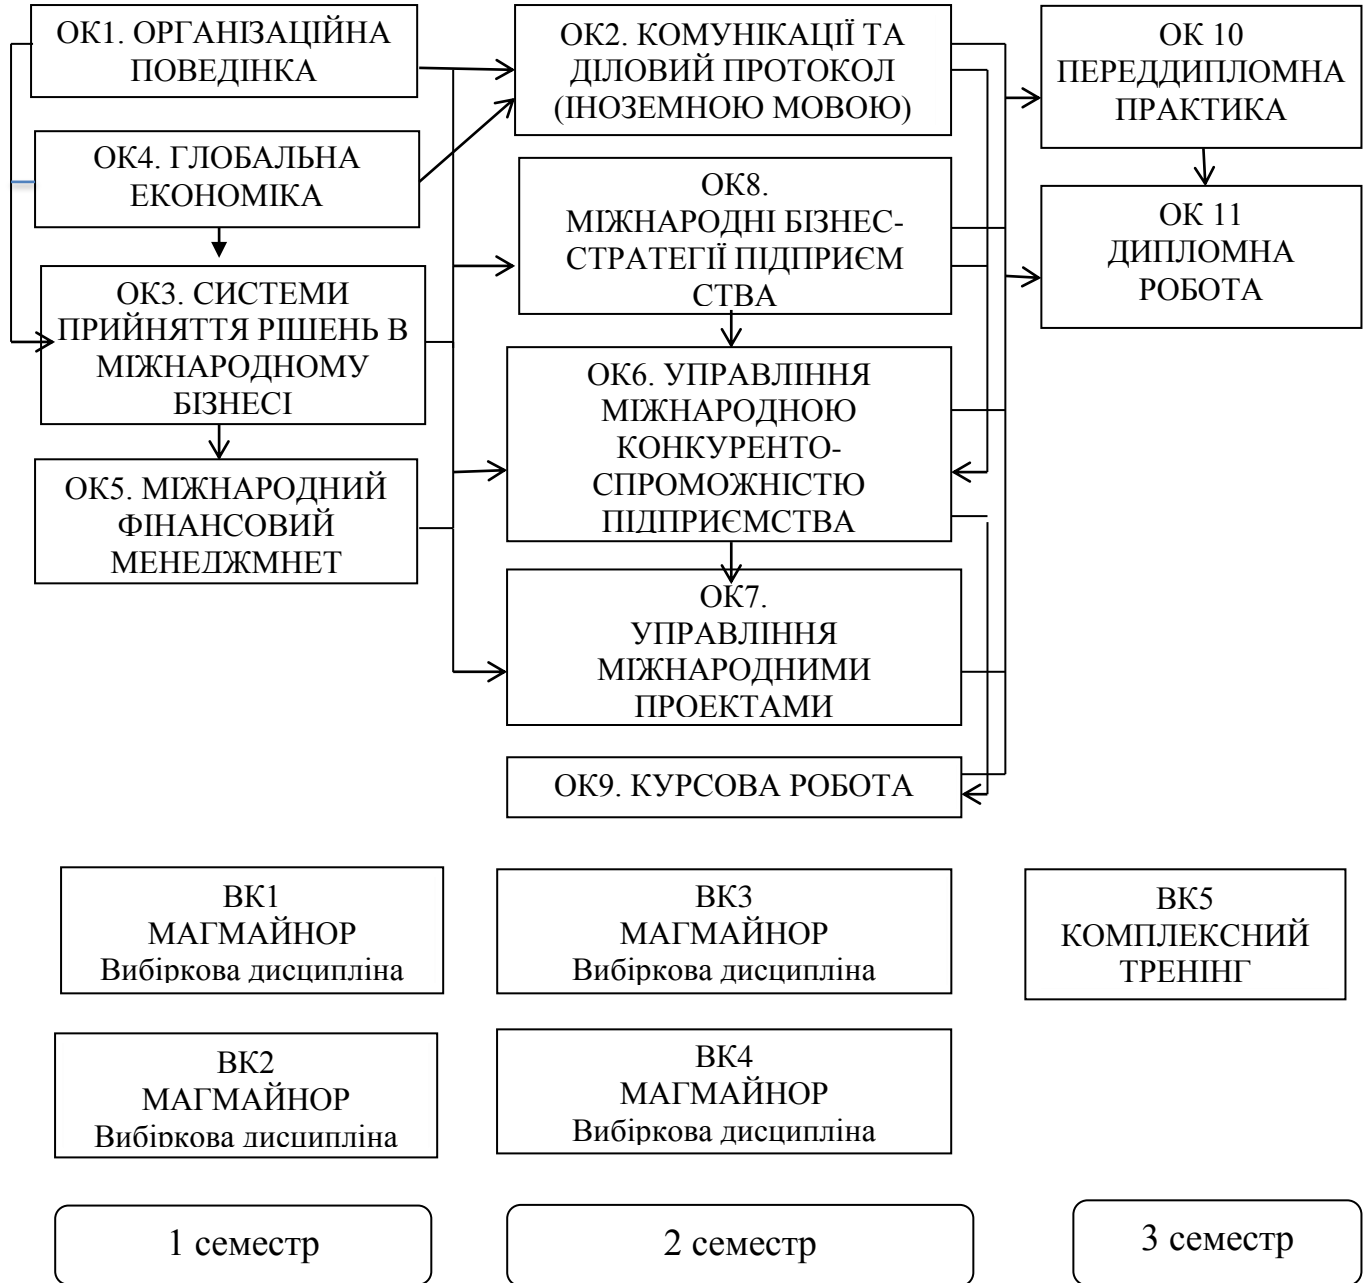 ОК1. ОРГАНІЗАЦІЙНА
ПОВЕДІНКА
ОК4. ГЛОБАЛЬНА
ЕКОНОМІКА
ОК3. СИСТЕМИ
ПРИЙНЯТТЯ РІШЕНЬ В
МІЖНАРОДНОМУ
БІЗНЕСІ
ОК5. МІЖНАРОДНИЙ
ФІНАНСОВИЙ
МЕНЕДЖМНЕТ
ОК2. КОМУНІКАЦІЇ ТА
ДІЛОВИЙ ПРОТОКОЛ
(ІНОЗЕМНОЮ МОВОЮ)
ОК8.
МІЖНАРОДНІ БІЗНЕС-
СТРАТЕГІЇ ПІДПРИЄМ
СТВА
ОК6. УПРАВЛІННЯ
МІЖНАРОДНОЮ
КОНКУРЕНТО-
СПРОМОЖНІСТЮ
ПІДПРИЄМСТВА
ОК7.
УПРАВЛІННЯ
МІЖНАРОДНИМИ
ПРОЕКТАМИ
ОК9. КУРСОВА РОБОТА
ОК 10
ПЕРЕДДИПЛОМНА
ПРАКТИКА
ОК 11
ДИПЛОМНА
РОБОТА
ВК1
МАГМАЙНОР
Вибіркова дисципліна
ВК2
МАГМАЙНОР
Вибіркова дисципліна
ВК3
МАГМАЙНОР
Вибіркова дисципліна
ВК4
МАГМАЙНОР
Вибіркова дисципліна
ВК5
КОМПЛЕКСНИЙ
ТРЕНІНГ
1 семестр
2 семестр
3 семестр